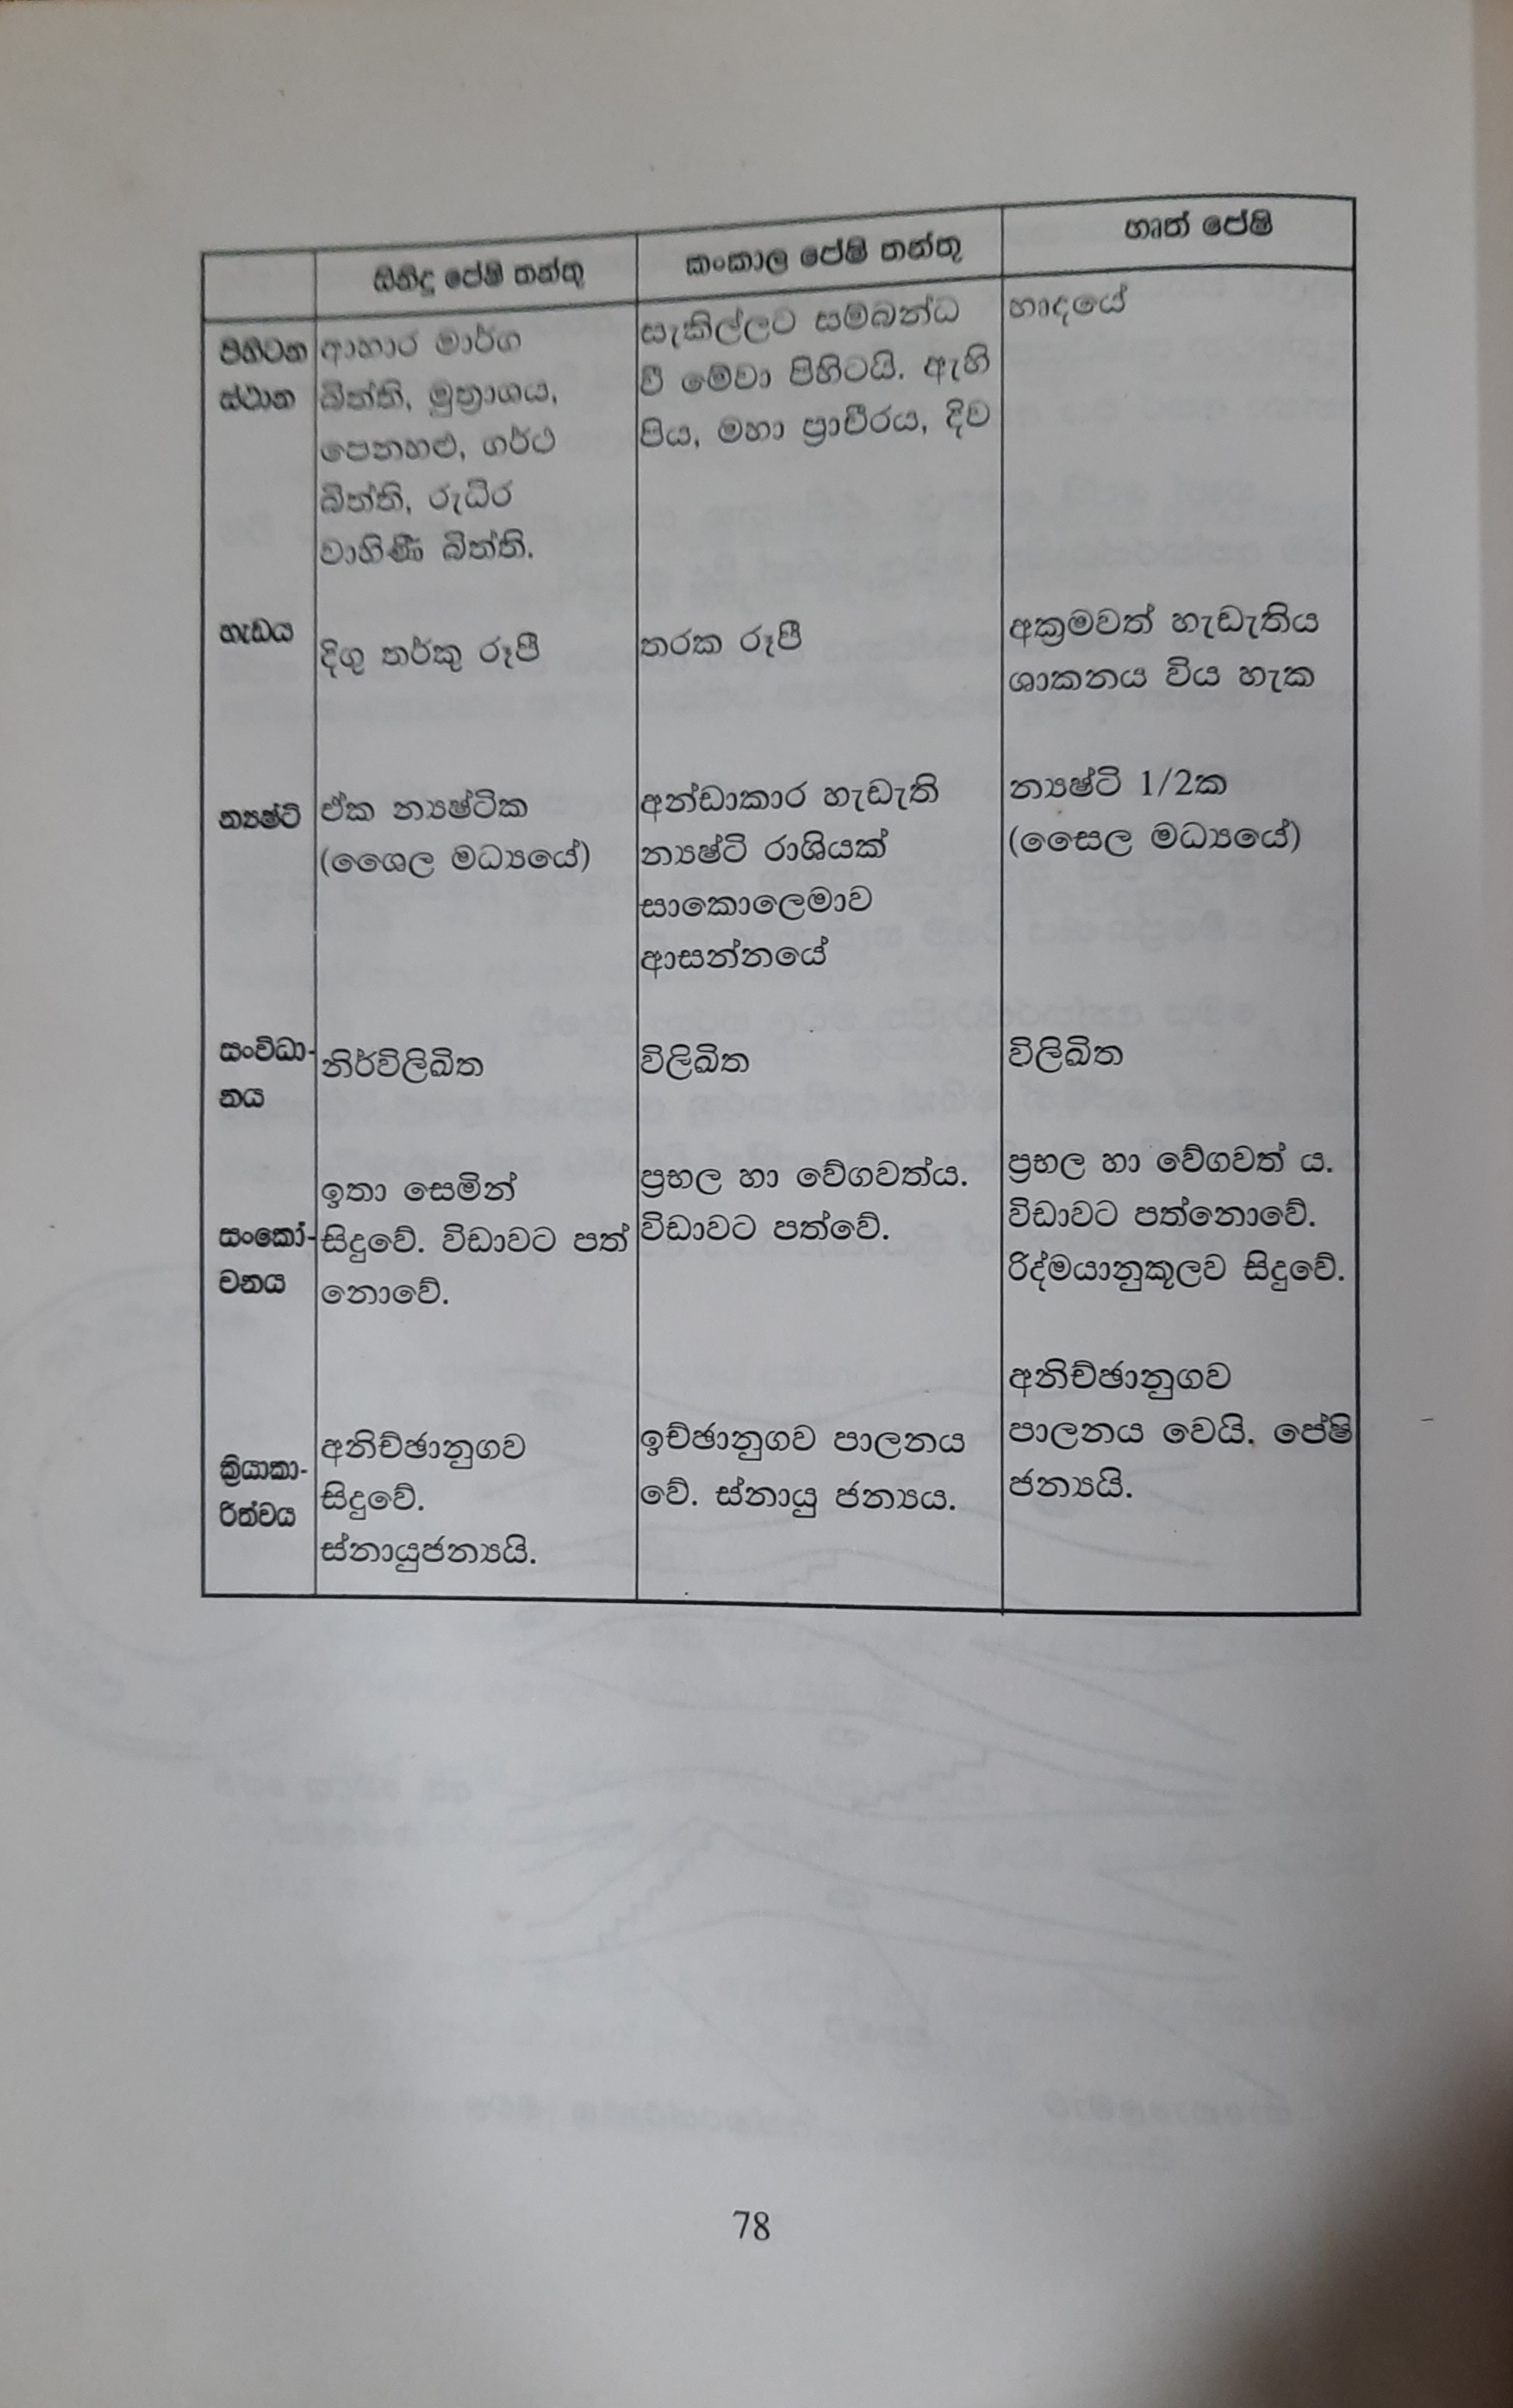 සිනිඳු පේෂි තන්තු
කංකාල පේෂි තන්තු
හෘත් පේෂි
පිහිටන
ස්ථාන
ආහාර මාර්ග
බිත්ති, මුත්‍රාශය,
පෙනහළු, ගර්ථ
බිත්ති, රුධිර
වාහිණී බිත්ති.
සැකිල්ලට සම්බන්ධ
වී මේවා පිහිටයි. ඇහි
පිය, මහා ප්‍රාචීරය, දිව
හෘදයේ
හැඩය
දිගු තර්කු රූපී
තරක රූපී
අක්‍රමවත් හැඩැතිය
ශාකනය විය හැක
න්‍යෂ්ටි
ඒක න්‍යෂ්ටික
(ශෛල මධ්‍යයේ)
අන්ඩාකාර හැඩැති
න්‍යෂ්ටි රාශියක්
සාකොලෙමාව
ආසන්නයේ
න්‍යෂ්ටි 1/2ක
(සෛල මධ්‍යයේ)
සංවිධා-
නය
නිර්විලිඛිත
විලිඛිත
විලිඛිත
සංකෝ-
චනය
ඉතා සෙමින්
සිදුවේ. විඩාවට පත්
නොවේ.
ප්‍රභල හා වේගවත්ය.
විඩාවට පත්වේ.
ප්‍රභල හා වේගවත් ය.
විඩාවට පත්නොවේ.
රිද්මයානුකූලව සිදුවේ.
ක්‍රියාකා-
රිත්වය
අනිච්ඡානුගව
සිදුවේ.
ස්නායුජන්‍යයි.
ඉච්ඡානුගව පාලනය
වේ. ස්නායු ජන්‍යය.
අනිච්ඡානුගව
පාලනය වෙයි. පේෂි
ජන්‍යයි.
78